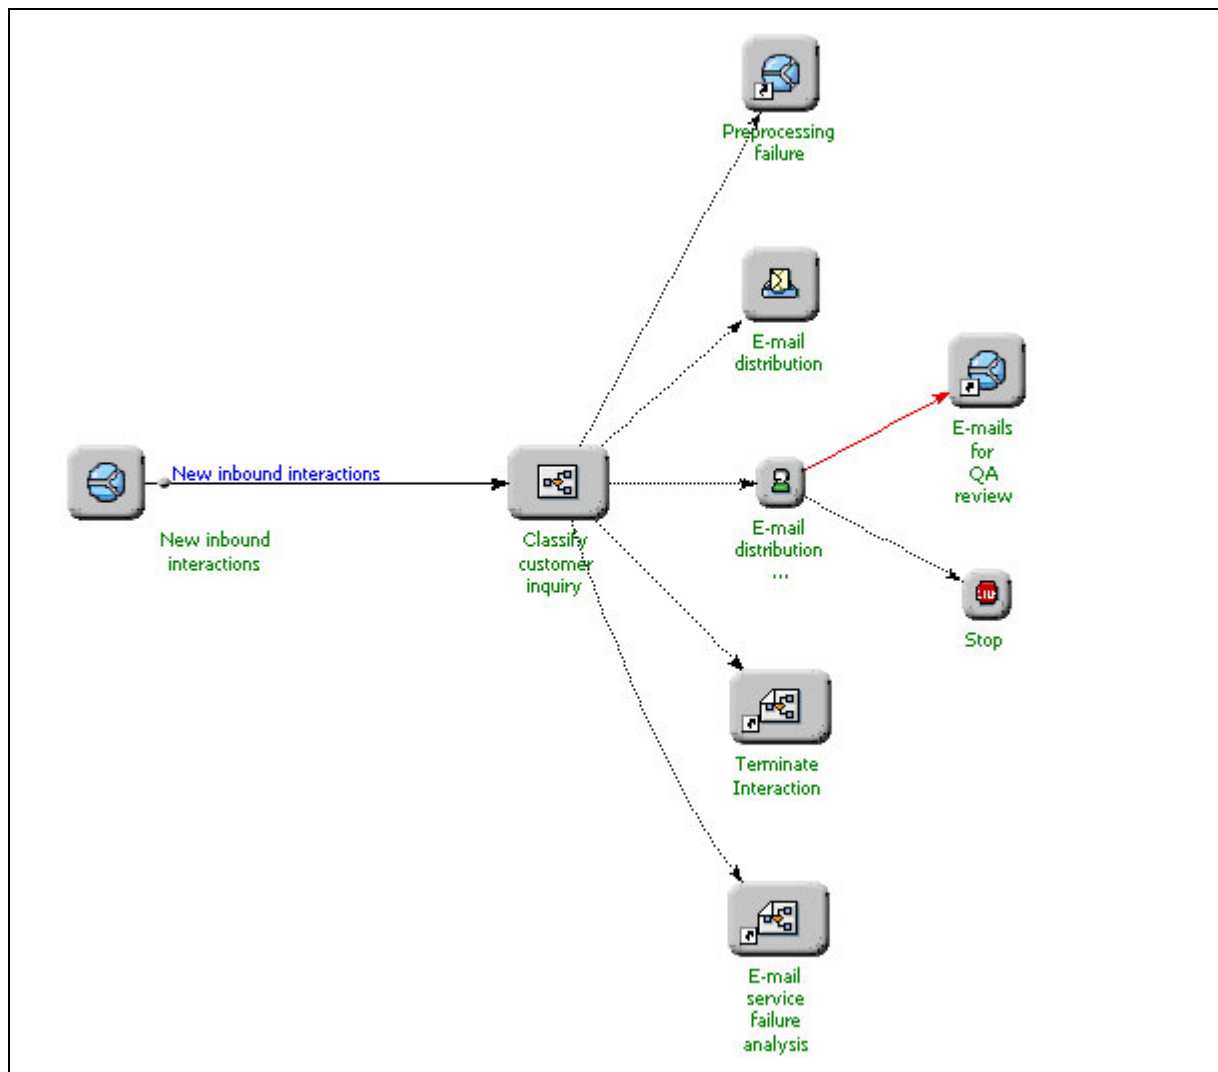 Preprocessing
failure
E-mail
distribution
New inbound interactions
New inbound
interactions
Classify
customer
inquiry
E-mail
distribution
...
E-mails
for
QA
review
Stop
Terminate
Interaction
E-mail
service
failure
analysis